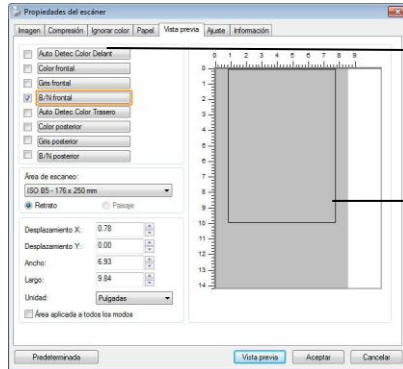 Propiedades del escáner
Imagen Compresión Ignorar color Papel Vista previa Ajuste Información
Auto Detec Color Delant
Color frontal
Gris frontal
B/N frontal
Auto Detec Color Trasero
Color posterior
Gris posterior
B/N posterior
Área de escaneo:
ISO B5 - 176 x 250 mm
Retrato Paisaje
Desplazamiento X: 0.78
Desplazamiento Y: 0.00
Ancho: 6.93
Largo: 9.84
Unidad: Pulgadas
Área aplicada a todos los modos
0 1 2 3 4 5 6 7 8 9
0
1
2
3
4
5
6
7
8
9
10
11
12
13
14
Predeterminada Vista previa Aceptar Cancelar